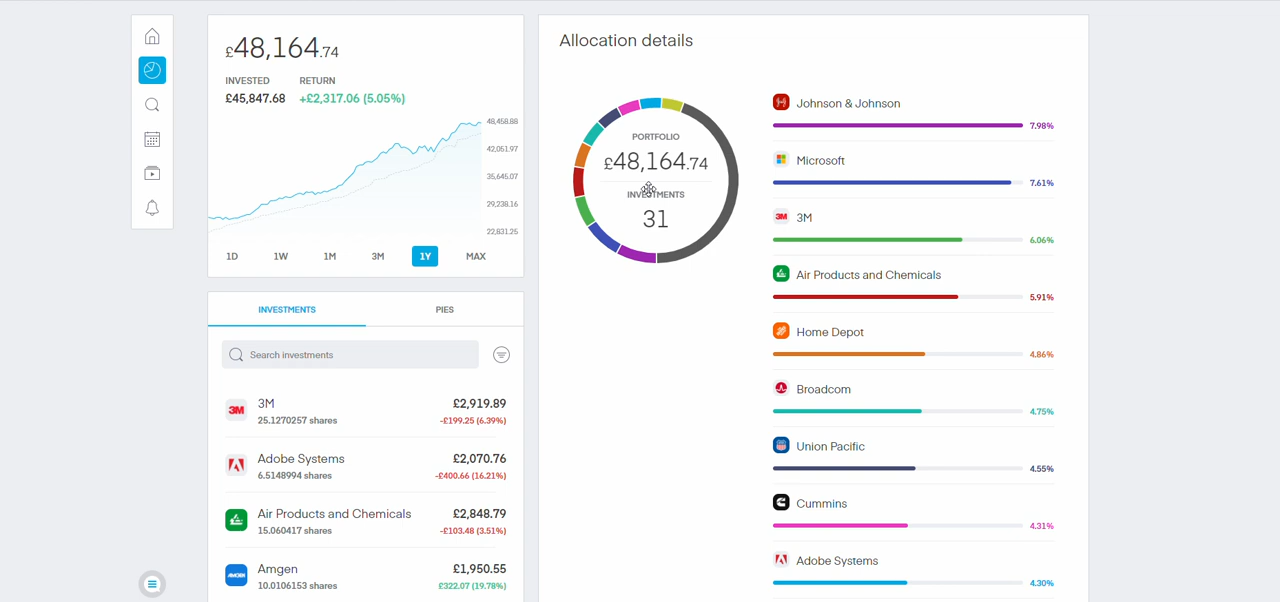 £48,164.74
INVESTED RETURN
£45,847.68 +£2,317.06 (5.05%)
48,458.88
42,051.97
35,645.07
29,238.16
22,831.25
1D 1W 1M 3M 1Y MAX
INVESTMENTS PIES
Search investments
3M £2,919.89
25.1270257 shares -£199.25 (6.39%)
Adobe Systems £2,070.76
6.5148994 shares -£400.66 (16.21%)
Air Products and Chemicals £2,848.79
15.060417 shares -£103.48 (3.51%)
Amgen £1,950.55
10.0106153 shares £322.07 (19.78%)
Allocation details
PORTFOLIO
£48,164.74
INVESTMENTS
31
Johnson & Johnson
7.98%
Microsoft
7.61%
3M 3M
6.06%
Air Products and Chemicals
5.91%
Home Depot
4.86%
Broadcom
4.75%
Union Pacific
4.55%
Cummins
4.31%
Adobe Systems
4.30%